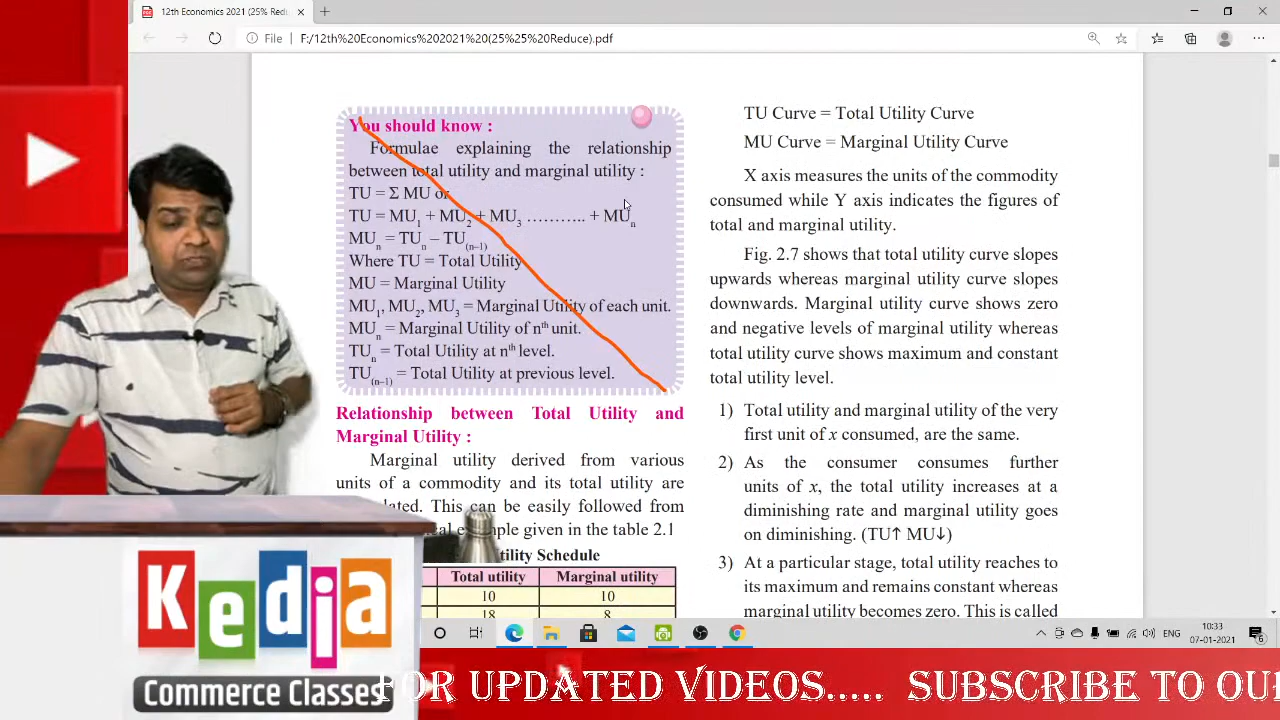 12th Economics 2021 (25% Reduc
File | F:/12th%20Economics%202021%20(25%25%20Reduce).pdf
You should know :
Formulae explaining the relationship
between total utility and marginal utility :
TU = Σ MU or
TU = MU1 + MU2 + MU3 ……….. + MUn
MUn = TUn – TU(n–1)
Where TU = Total Utility
MU = Marginal Utility
MU1, MU2, MU3 = Marginal Utility of each unit.
MUn = Marginal Utility of nth unit.
TUn = Total Utility at nth level.
TU(n–1) = Total Utility at previous level.
Relationship between Total Utility and
Marginal Utility :
Marginal utility derived from various
units of a commodity and its total utility are
This can be easily followed from
given in the table 2.1
Schedule
Total utility Marginal utility
10 10
18 8
TU Curve = Total Utility Curve
MU Curve = Marginal Utility Curve
X axis measures the units of the commodity
consumed while Y axis indicates the figures of
total and marginal utility.
Fig. 2.7 shows that total utility curve slopes
upwards whereas marginal utility curve slopes
downwards. Marginal utility curve shows zero
and negative levels of marginal utility whereas
total utility curve shows maximum and constant
total utility level.
1) Total utility and marginal utility of the very
first unit of x consumed, are the same.
2) As the consumer consumes further
units of x, the total utility increases at a
diminishing rate and marginal utility goes
on diminishing. (TU↑ MU↓)
3) At a particular stage, total utility reaches to
its maximum and remains constant whereas
marginal utility becomes zero. This is called
ENG
10:33
07-01-2021
Kedia
Commerce Classes
FOR UPDATED VIDEOS..... SUBSCRIBE TO OU